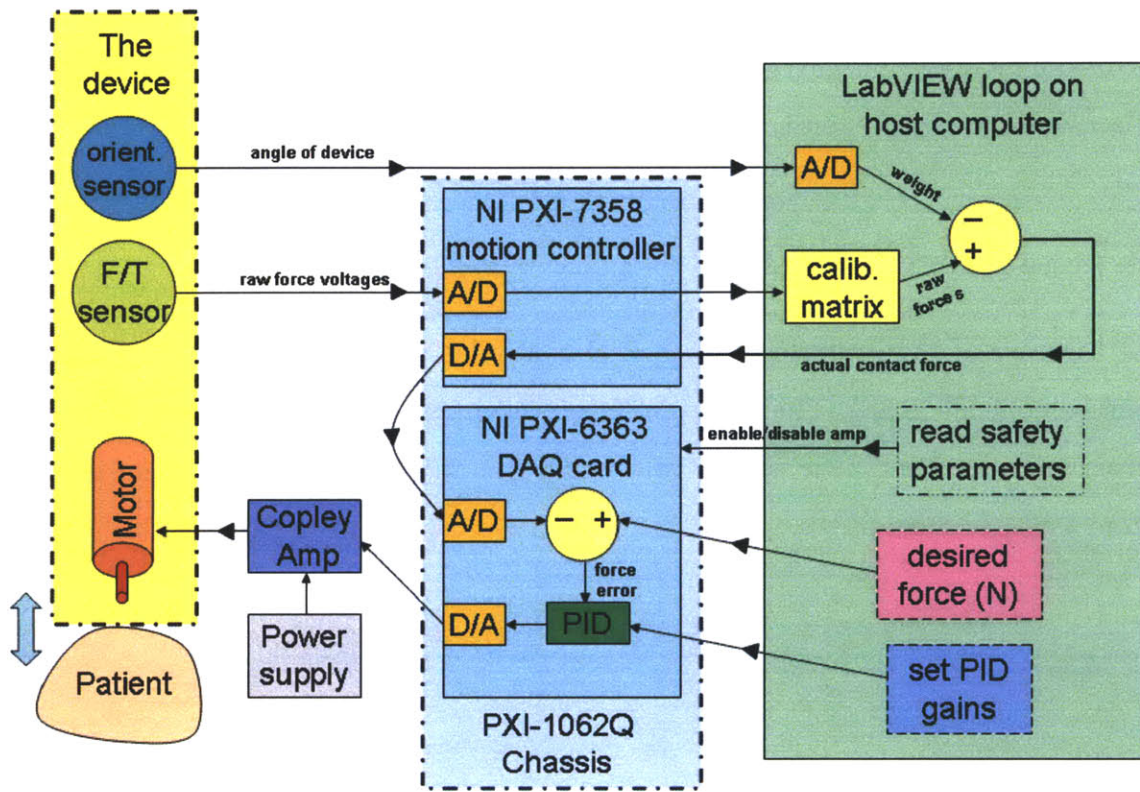 The
device
orient.
sensor
F/T
sensor
Motor
Patient
angle of device
raw force voltages
Copley
Amp
Power
supply
NI PXI-7358
motion controller
A/D
D/A
NI PXI-6363
DAQ card
A/D
− +
force
error
D/A
PID
PXI-1062Q
Chassis
LabVIEW loop on
host computer
A/D
weight
−
+
calib.
matrix
raw
forces
actual contact force
enable/disable amp
read safety
parameters
desired
force (N)
set PID
gains